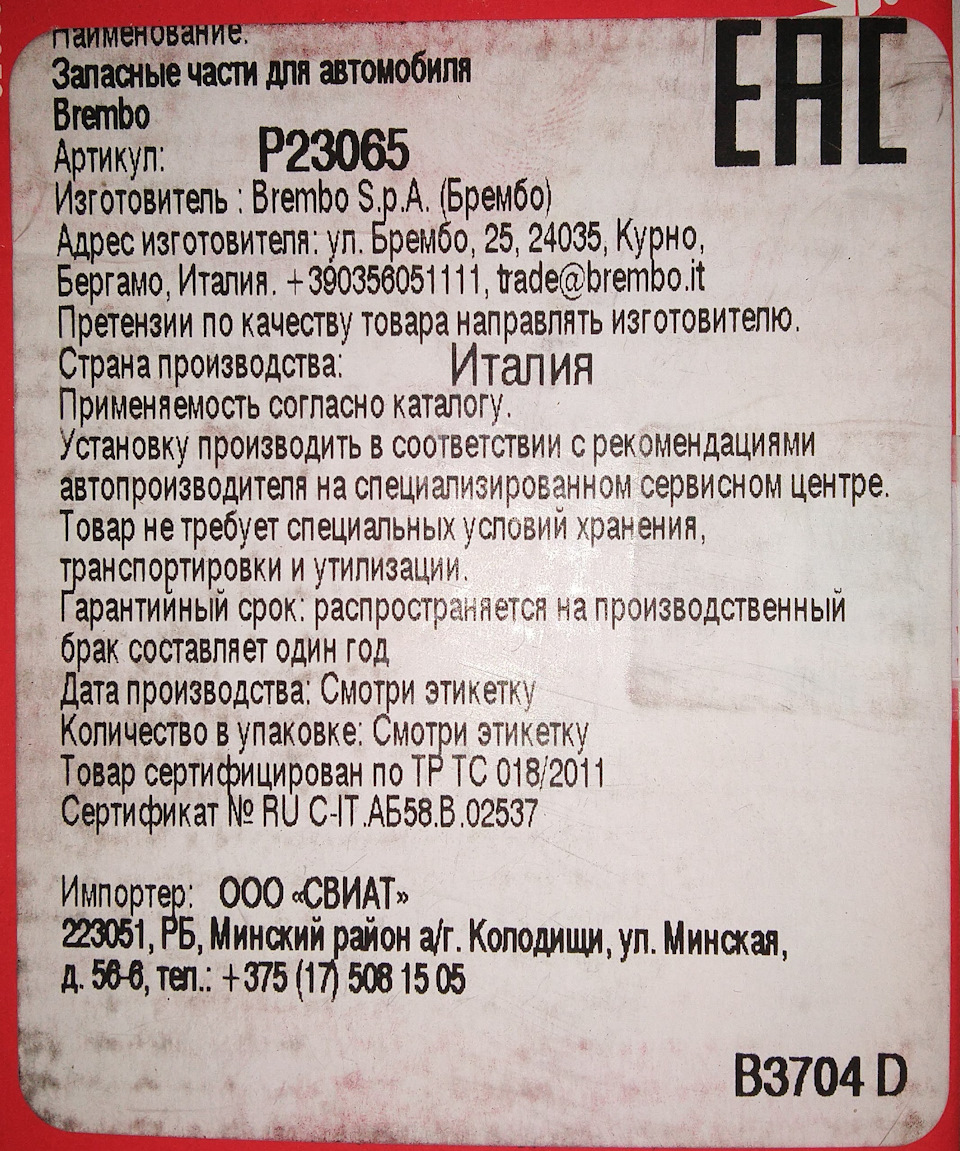 Наименование:
EAC
Запасные части для автомобиля
Brembo
Артикул: P23065
Изготовитель : Brembo S.p.A. (Брембо)
Адрес изготовителя: ул. Брембо, 25, 24035, Курно,
Бергамо, Италия. +390356051111, trade@brembo.it
Претензии по качеству товара направлять изготовителю.
Страна производства: Италия
Применяемость согласно каталогу.
Установку производить в соответствии с рекомендациями
автопроизводителя на специализированном сервисном центре.
Товар не требует специальных условий хранения,
транспортировки и утилизации.
Гарантийный срок: распространяется на производственный
брак составляет один год
Дата производства: Смотри этикетку
Количество в упаковке: Смотри этикетку
Товар сертифицирован по ТР ТС 018/2011
Сертификат № RU C-IT.АБ58.В.02537
Импортер: ООО «СВИАТ»
223051, РБ, Минский район а/г. Колодищи, ул. Минская,
д. 56-6, тел.: +375 (17) 508 15 05
B3704 D